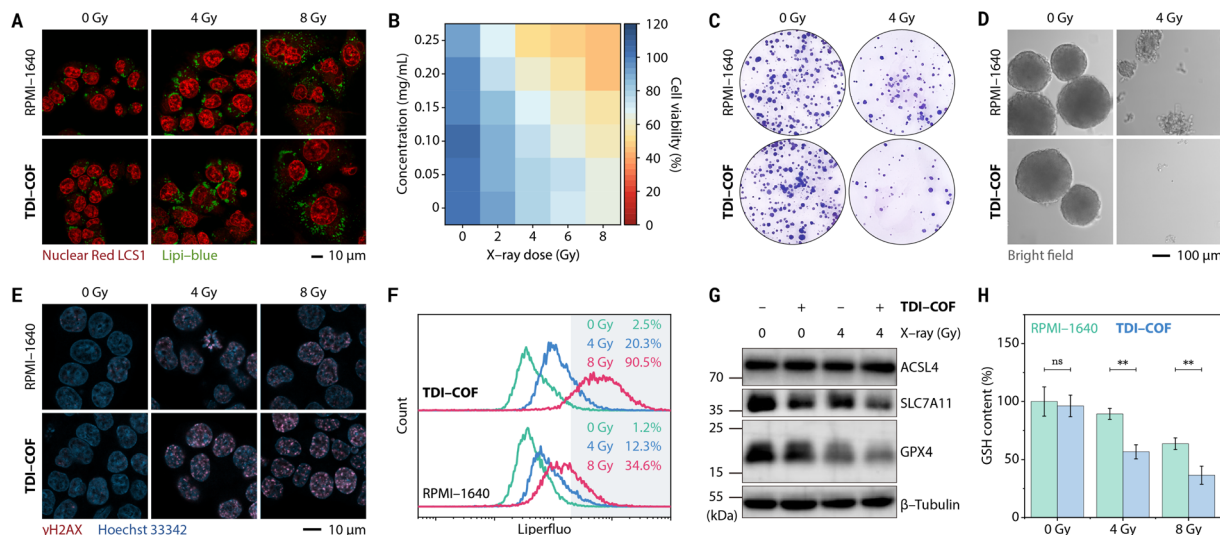 A
0 Gy
4 Gy
8 Gy
RPMI–1640
TDI–COF
Nuclear Red LCS1
Lipi–blue
10 µm
B
Concentration (mg/mL)
0.25
0.20
0.15
0.10
0.05
0
0
2
4
6
8
X–ray dose (Gy)
120
100
80
60
40
20
0
Cell viability (%)
C
0 Gy
4 Gy
RPMI–1640
TDI–COF
D
0 Gy
4 Gy
RPMI–1640
TDI–COF
Bright field
100 µm
E
0 Gy
4 Gy
8 Gy
RPMI–1640
TDI–COF
γH2AX
Hoechst 33342
10 µm
F
Count
0 Gy 2.5%
4 Gy 20.3%
8 Gy 90.5%
TDI–COF
0 Gy 1.2%
4 Gy 12.3%
8 Gy 34.6%
RPMI–1640
Liperfluo
G
– + – + TDI–COF
0 0 4 4 X–ray (Gy)
70
ACSL4
35
SLC7A11
25
GPX4
15
55
β–Tubulin
(kDa)
H
RPMI–1640 TDI–COF
GSH content (%)
150
100
50
0
ns
**
**
0 Gy
4 Gy
8 Gy